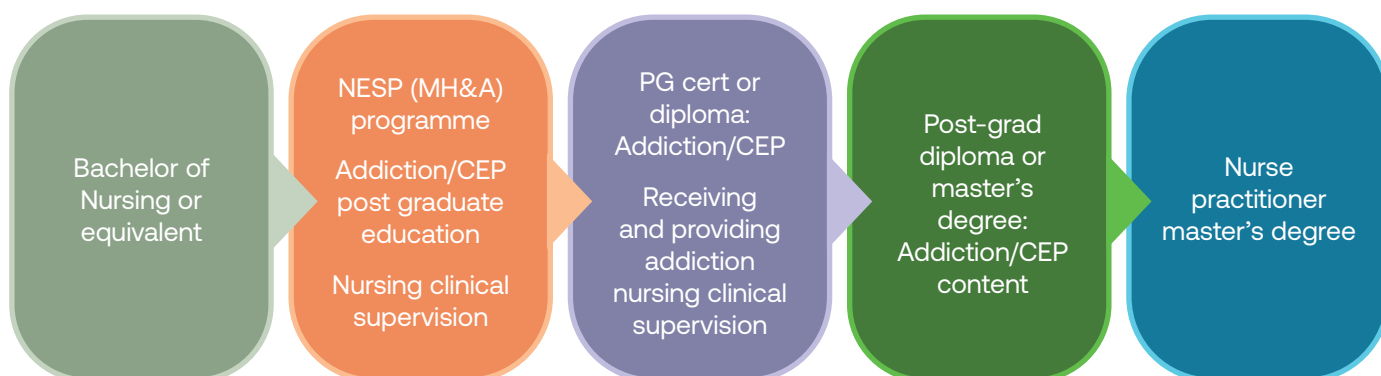 Bachelor of
Nursing or
equivalent
NESP (MH&A)
programme
Addiction/CEP
post graduate
education
Nursing clinical
supervision
PG cert or
diploma:
Addiction/CEP
Receiving
and providing
addiction
nursing clinical
supervision
Post-grad
diploma or
master’s
degree:
Addiction/CEP
content
Nurse
practitioner
master’s degree